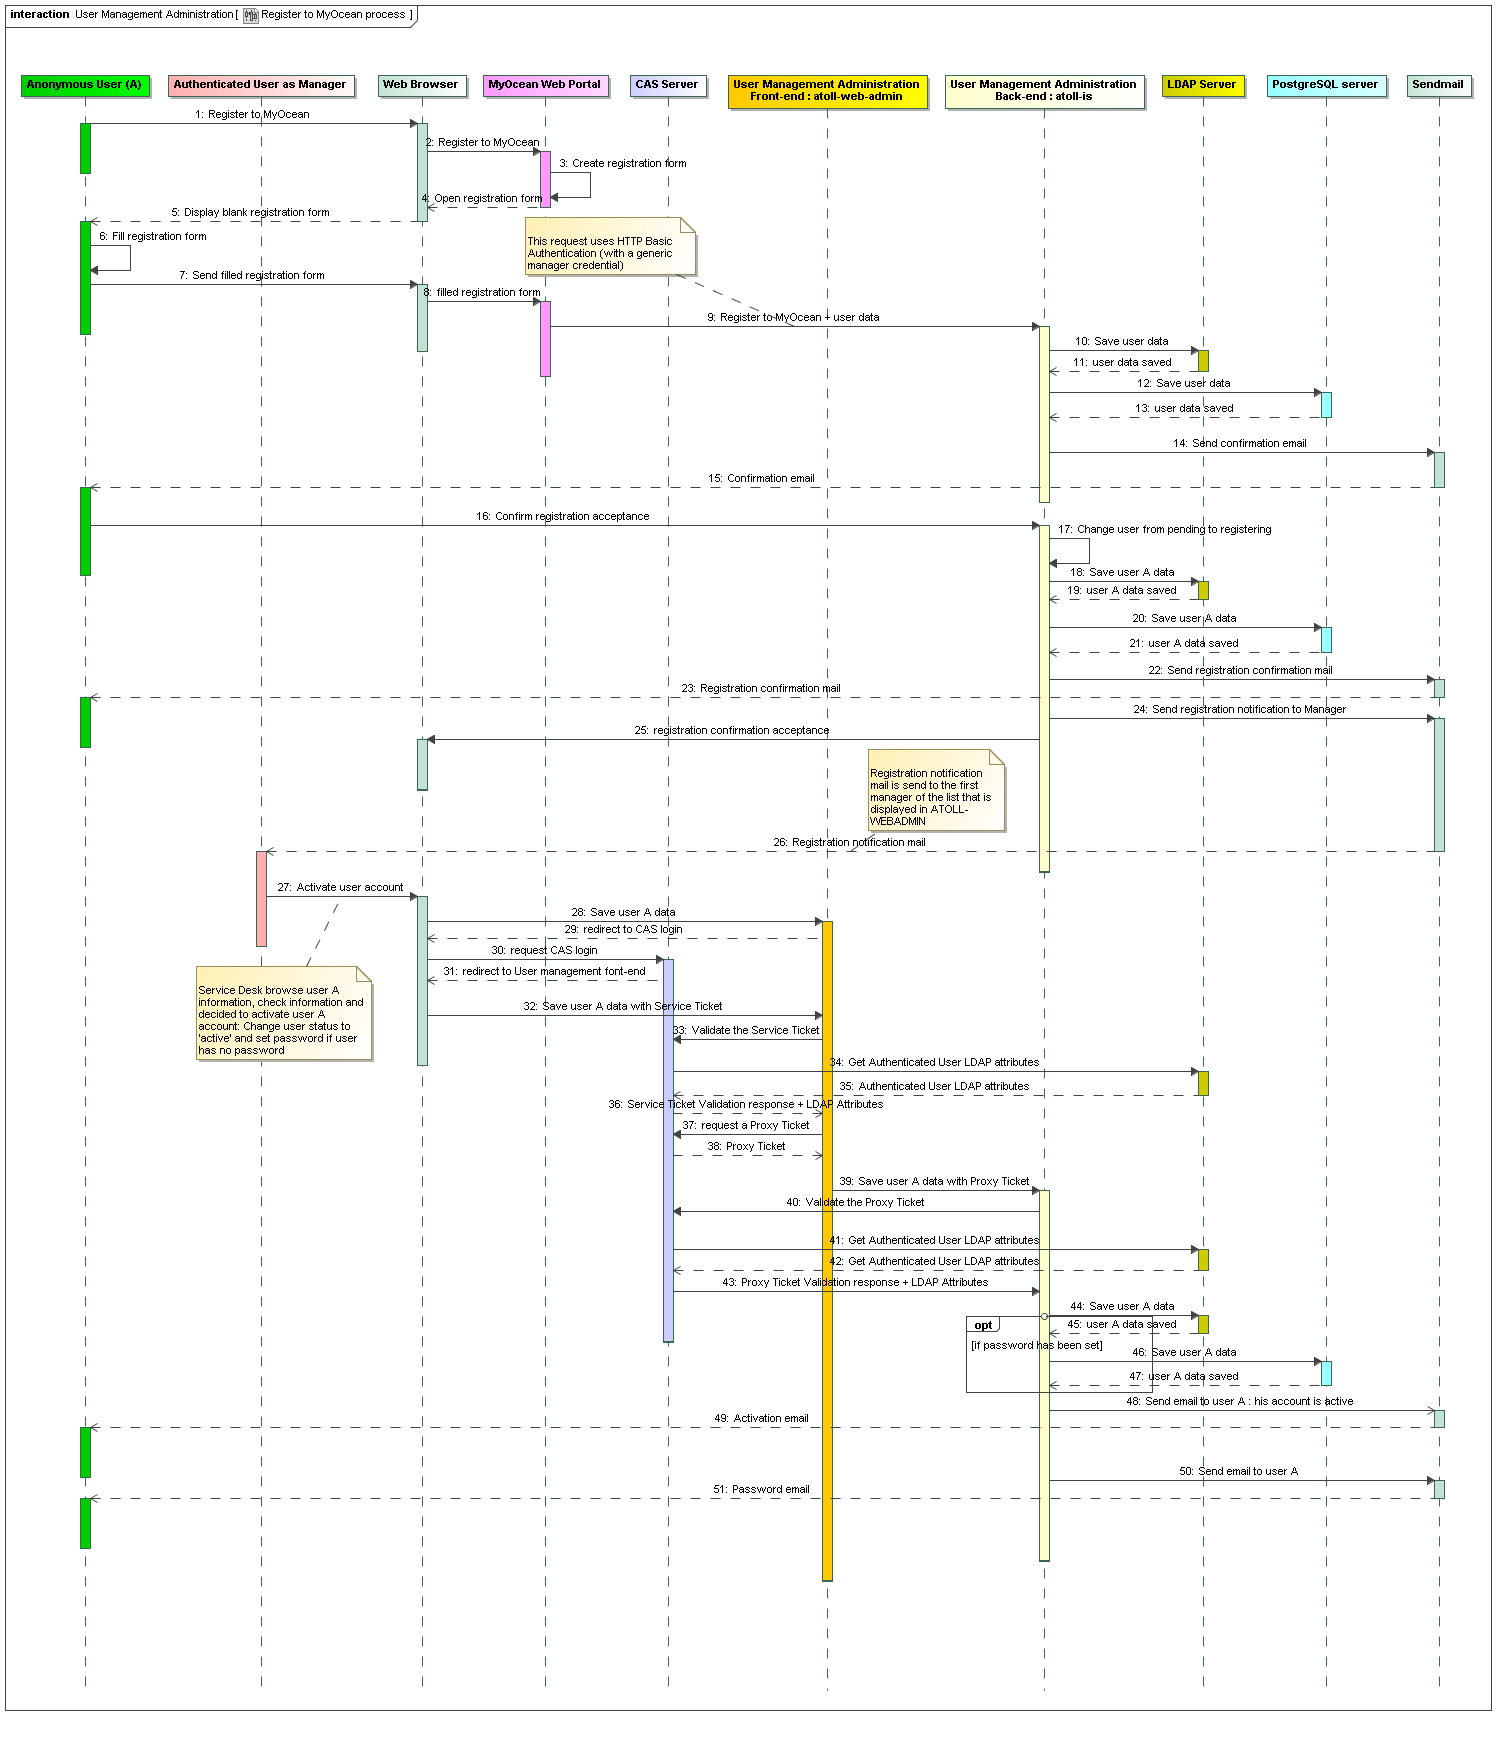 interaction User Management Administration[ Register to MyOcean process ]
Anonymous User (A)
Authenticated User as Manager
Web Browser
MyOcean Web Portal
CAS Server
User Management Administration
Front-end : atoll-web-admin
User Management Administration
Back-end : atoll-is
LDAP Server
PostgreSQL server
Sendmail
1: Register to MyOcean
2: Register to MyOcean
3: Create registration form
4: Open registration form
5: Display blank registration form
6: Fill registration form
This request uses HTTP Basic
Authentication (with a generic
manager credential)
7: Send filled registration form
8: filled registration form
9: Register to MyOcean + user data
10: Save user data
11: user data saved
12: Save user data
13: user data saved
14: Send confirmation email
15: Confirmation email
16: Confirm registration acceptance
17: Change user from pending to registering
18: Save user A data
19: user A data saved
20: Save user A data
21: user A data saved
22: Send registration confirmation mail
23: Registration confirmation mail
24: Send registration notification to Manager
25: registration confirmation acceptance
Registration notification
mail is send to the first
manager of the list that is
displayed in ATOLL-
WEBADMIN
26: Registration notification mail
27: Activate user account
28: Save user A data
29: redirect to CAS login
30: request CAS login
31: redirect to User management font-end
Service Desk browse user A
information, check information and
decided to activate user A
account: Change user status to
'active' and set password if user
has no password
32: Save user A data with Service Ticket
33: Validate the Service Ticket
34: Get Authenticated User LDAP attributes
35: Authenticated User LDAP attributes
36: Service Ticket Validation response + LDAP Attributes
37: request a Proxy Ticket
38: Proxy Ticket
39: Save user A data with Proxy Ticket
40: Validate the Proxy Ticket
41: Get Authenticated User LDAP attributes
42: Get Authenticated User LDAP attributes
43: Proxy Ticket Validation response + LDAP Attributes
44: Save user A data
opt
45: user A data saved
[if password has been set]
46: Save user A data
47: user A data saved
48: Send email to user A : his account is active
49: Activation email
50: Send email to user A
51: Password email